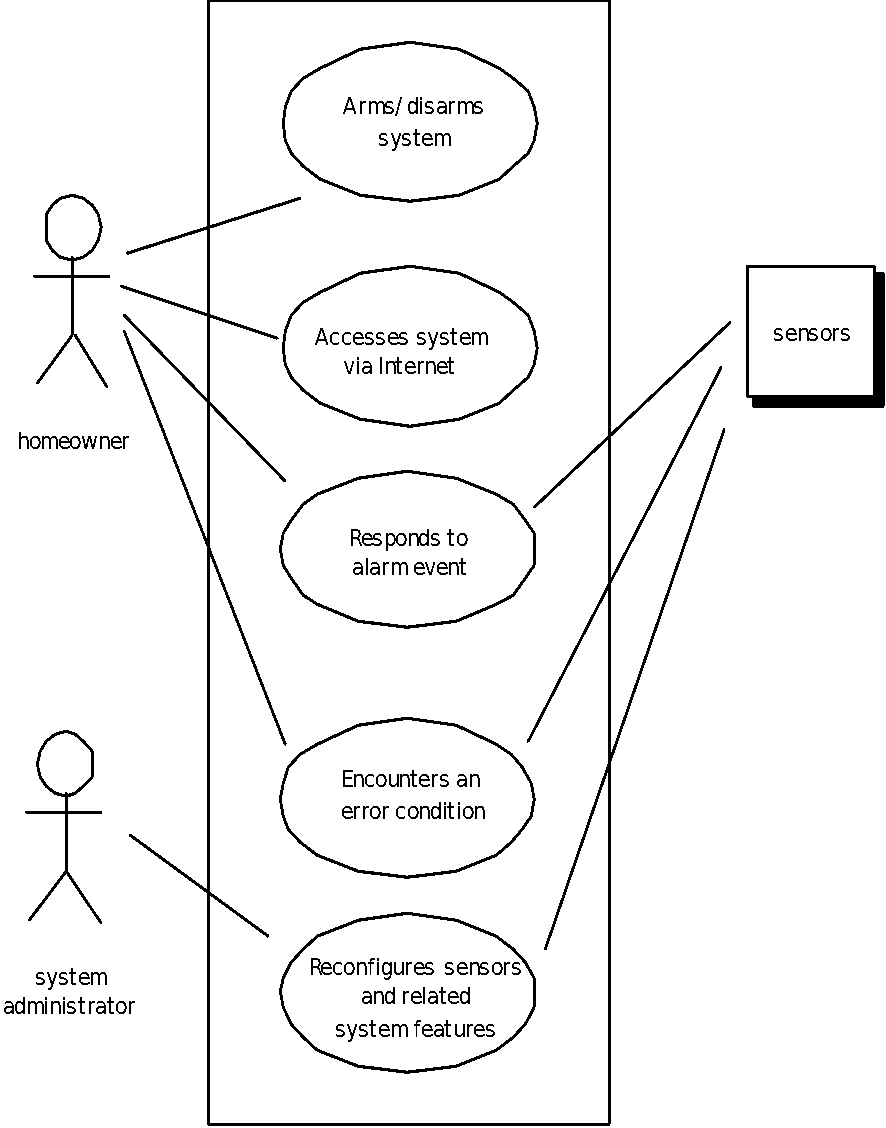 Arms/disarms
system
Accesses system
via Internet
sensors
homeowner
Responds to
alarm event
Encounters an
error condition
system
administrator
Reconfigures sensors
and related
system features